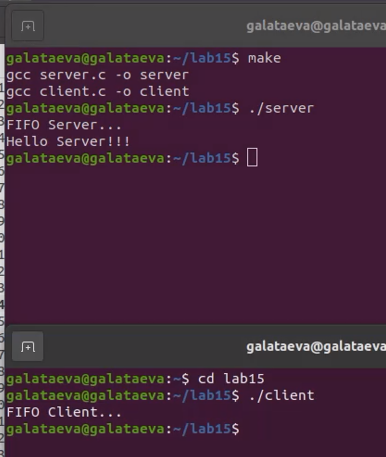 galataeva@galataeva
galataeva@galataeva:~/lab15$ make
gcc server.c -o server
gcc client.c -o client
galataeva@galataeva:~/lab15$ ./server
FIFO Server...
Hello Server!!!
galataeva@galataeva:~/lab15$
galataeva@galataeva
galataeva@galataeva:~$ cd lab15
galataeva@galataeva:~/lab15$ ./client
FIFO Client...
galataeva@galataeva:~/lab15$